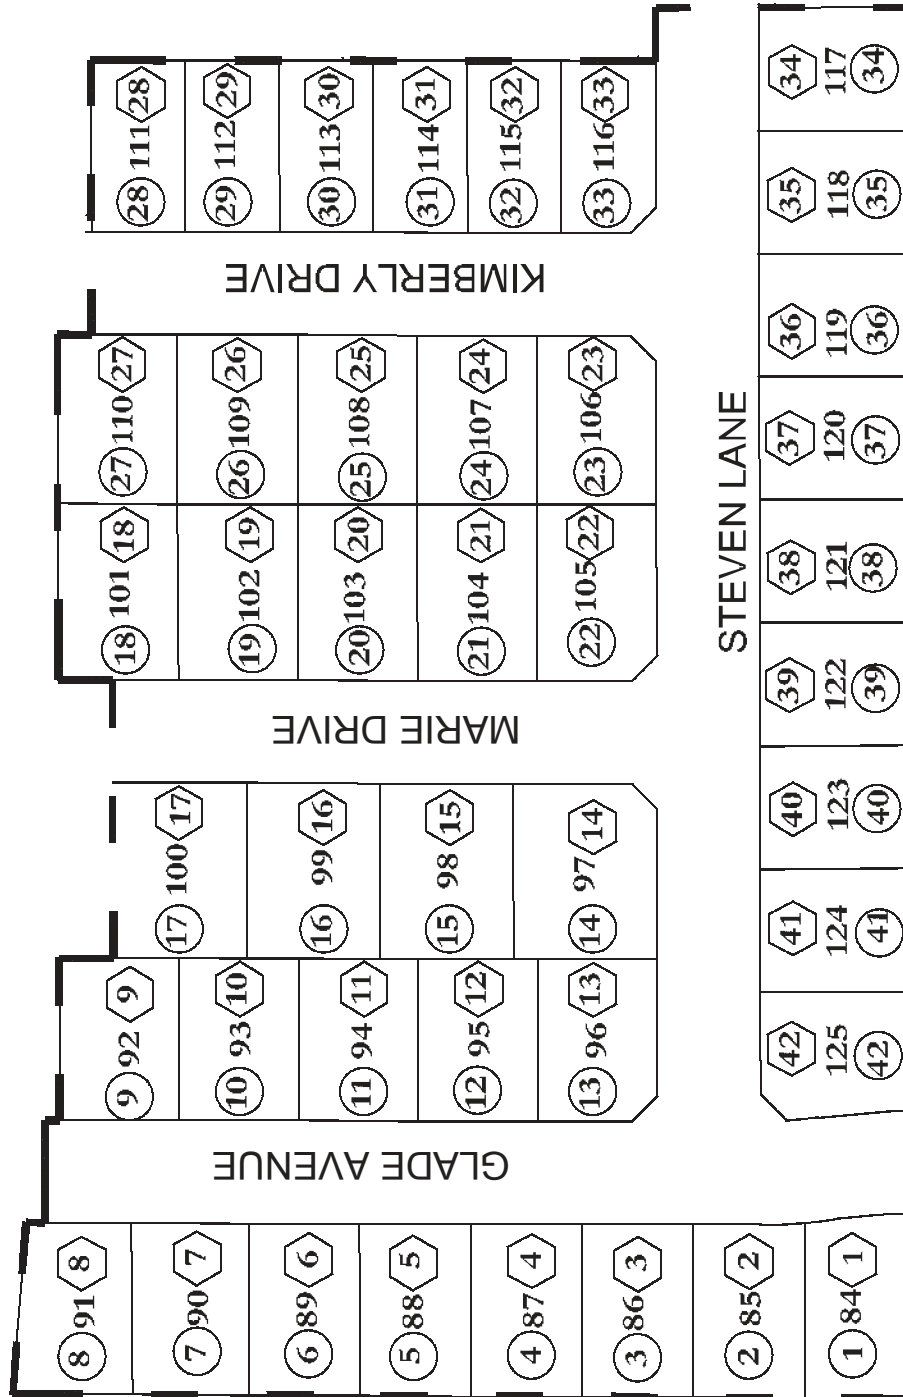 28 111 28
29 112 29
30 113 30
31 114 31
32 115 32
33 116 33
KIMBERLY DRIVE
27 110 27
26 109 26
25 108 25
24 107 24
23 106 23
18 101 18
19 102 19
20 103 20
21 104 21
22 105 22
MARIE DRIVE
17 100 17
16 99 16
15 98 15
14 97 14
9 92 9
10 93 10
11 94 11
12 95 12
13 96 13
GLADE AVENUE
8 91 8
7 90 7
6 89 6
5 88 5
4 87 4
3 86 3
2 85 2
1 84 1
STEVEN LANE
34 117 34
35 118 35
36 119 36
37 120 37
38 121 38
39 122 39
40 123 40
41 124 41
42 125 42